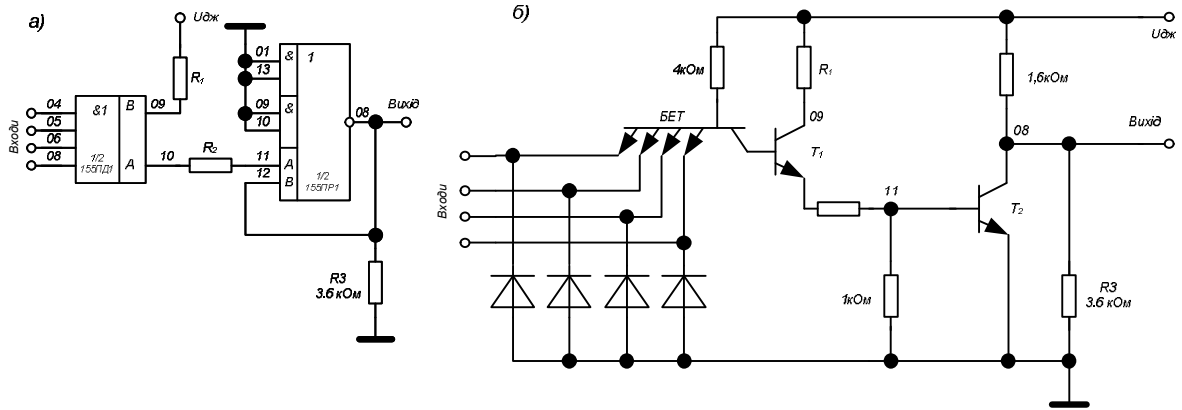 а)
Uдж
R1
Входи
04
05
06
08
&1
B
A
1/2
155ЛД1
09
10
R2
01
13
09
10
11
12
&
&
A
B
1
1/2
155ЛР1
08
Вихід
R3
3.6 кОм
б)
Uдж
4кОм
R1
1,6кОм
БЕТ
09
T1
08
Вихід
Входи
11
T2
1кОм
R3
3.6 кОм